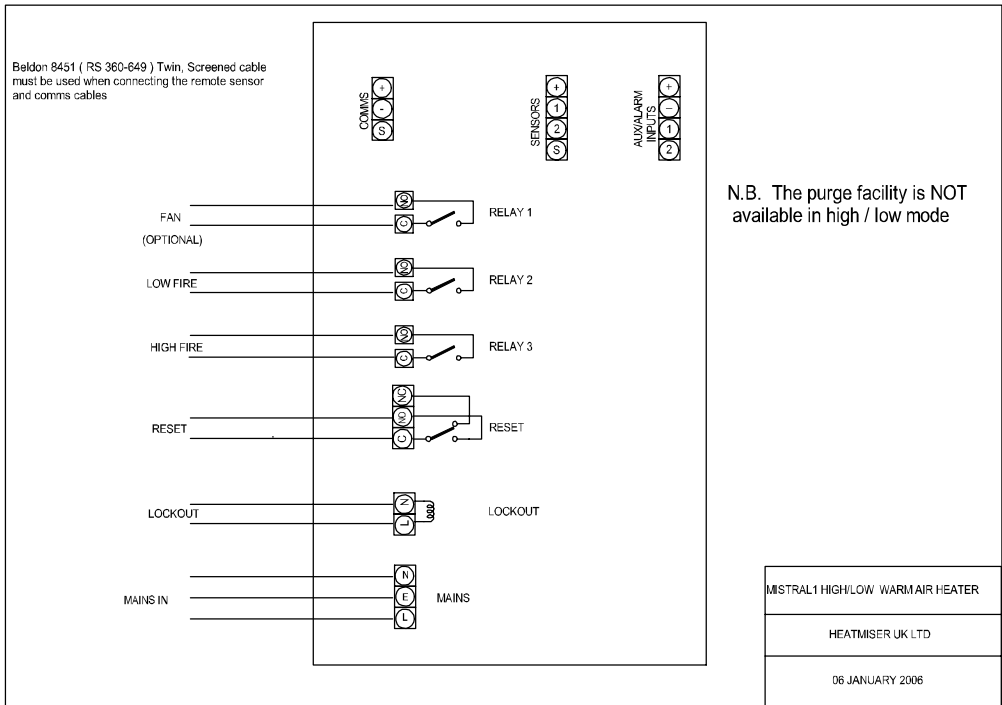 Beldon 8451 ( RS 360-649 ) Twin, Screened cable
must be used when connecting the remote sensor
and comms cables
COMMS
+
-
S
SENSORS
+
1
2
S
AUX/ALARM
INPUTS
+
–
1
2
N.B. The purge facility is NOT
available in high / low mode
FAN
(OPTIONAL)
NO
C
RELAY 1
LOW FIRE
NO
C
RELAY 2
HIGH FIRE
NO
C
RELAY 3
RESET
NC
NO
C
RESET
LOCKOUT
N
L
LOCKOUT
MAINS IN
N
E
L
MAINS
MISTRAL1 HIGH/LOW WARM AIR HEATER
HEATMISER UK LTD
06 JANUARY 2006